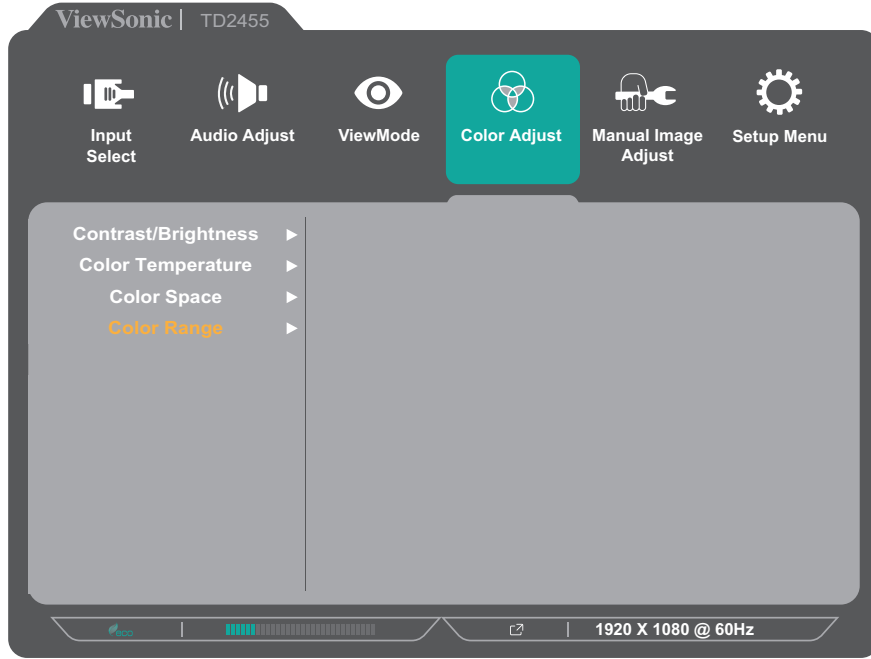 ViewSonic | TD2455
Input Select
Audio Adjust
ViewMode
Color Adjust
Manual Image Adjust
Setup Menu
Contrast/Brightness
Color Temperature
Color Space
Color Range
eco
1920 X 1080 @ 60Hz